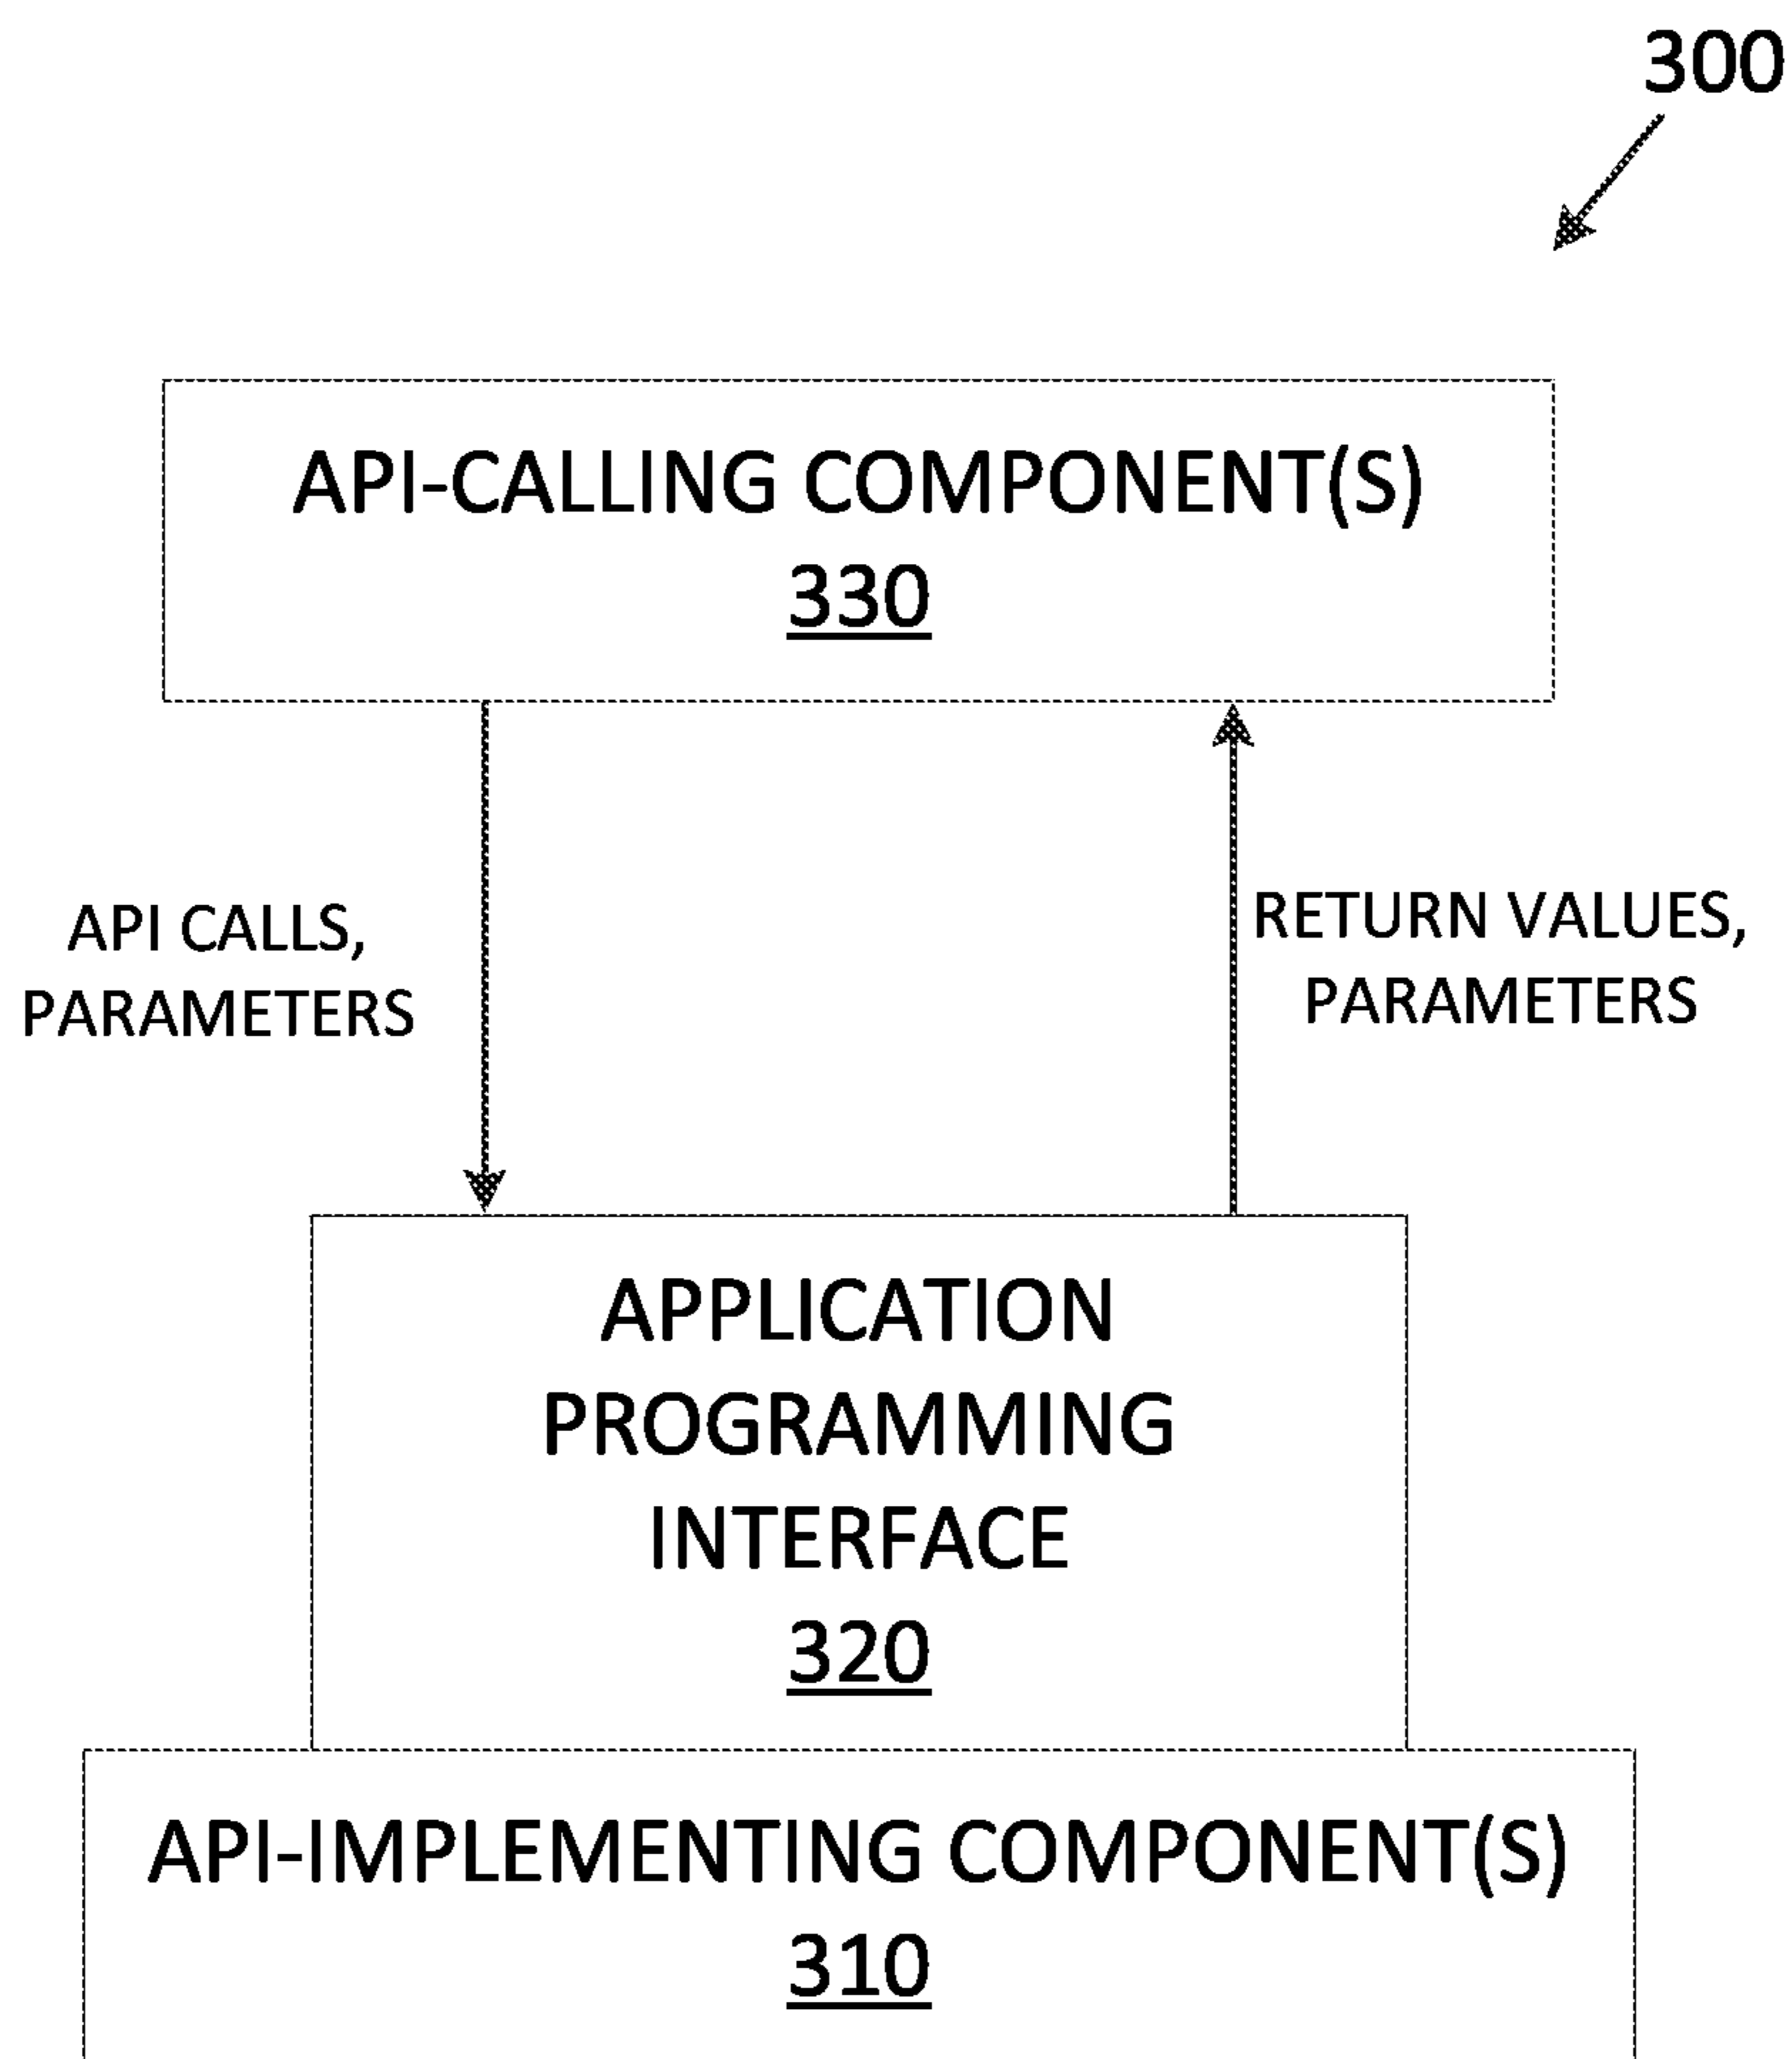 300
API-CALLING COMPONENT(S)
330
API CALLS,
PARAMETERS
RETURN VALUES,
PARAMETERS
APPLICATION
PROGRAMMING
INTERFACE
320
API-IMPLEMENTING COMPONENT(S)
310